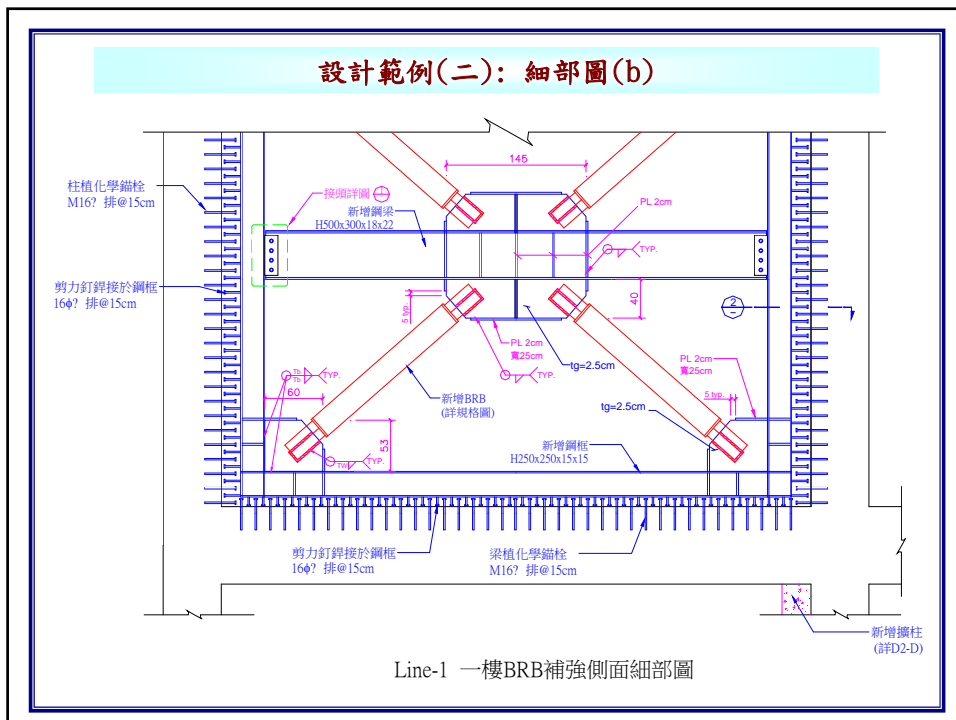 設計範例(二): 細部圖(b)
145
柱植化學錨栓
M16? 排@15cm
接頭詳圖
新增鋼梁
H500x300x18x22
PL 2cm
TYP.
剪力釘銲接於鋼框
16φ? 排@15cm
5 typ.
40
2
–
PL 2cm
寬25cm
tg=2.5cm
PL 2cm
寬25cm
Tb
Tb
TYP.
TYP.
60
新增BRB
(詳規格圖)
5 typ.
tg=2.5cm
53
新增鋼框
H250x250x15x15
TW
TYP.
剪力釘銲接於鋼框
16φ? 排@15cm
梁植化學錨栓
M16? 排@15cm
新增擴柱
(詳D2-D)
Line-1 一樓BRB補強側面細部圖